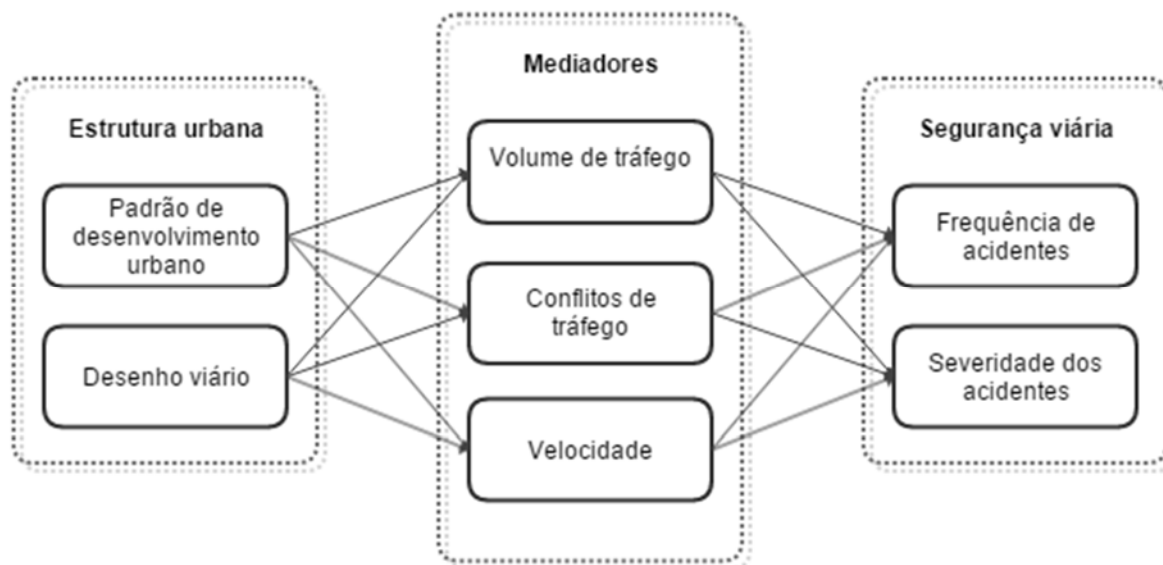 Estrutura urbana
Padrão de
desenvolvimento
urbano
Desenho viário
Mediadores
Volume de tráfego
Conflitos de
tráfego
Velocidade
Segurança viária
Frequência de
acidentes
Severidade dos
acidentes